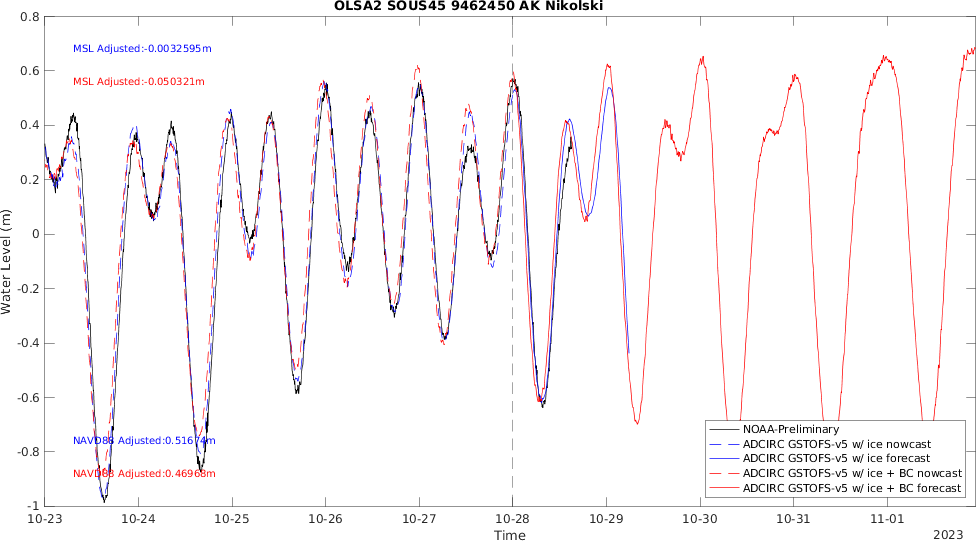 OLSA2 SOUS45 9462450 AK Nikolski
0.8
0.6
0.4
0.2
0
-0.2
-0.4
-0.6
-0.8
-1
Water Level (m)
MSL Adjusted:-0.0032595m
MSL Adjusted:-0.050321m
NAVD88 Adjusted:0.51674m
NAVD88 Adjusted:0.46968m
NOAA-Preliminary
ADCIRC GSTOFS-v5 w/ ice nowcast
ADCIRC GSTOFS-v5 w/ ice forecast
ADCIRC GSTOFS-v5 w/ ice + BC nowcast
ADCIRC GSTOFS-v5 w/ ice + BC forecast
10-23 10-24 10-25 10-26 10-27 10-28 10-29 10-30 10-31 11-01
Time
2023